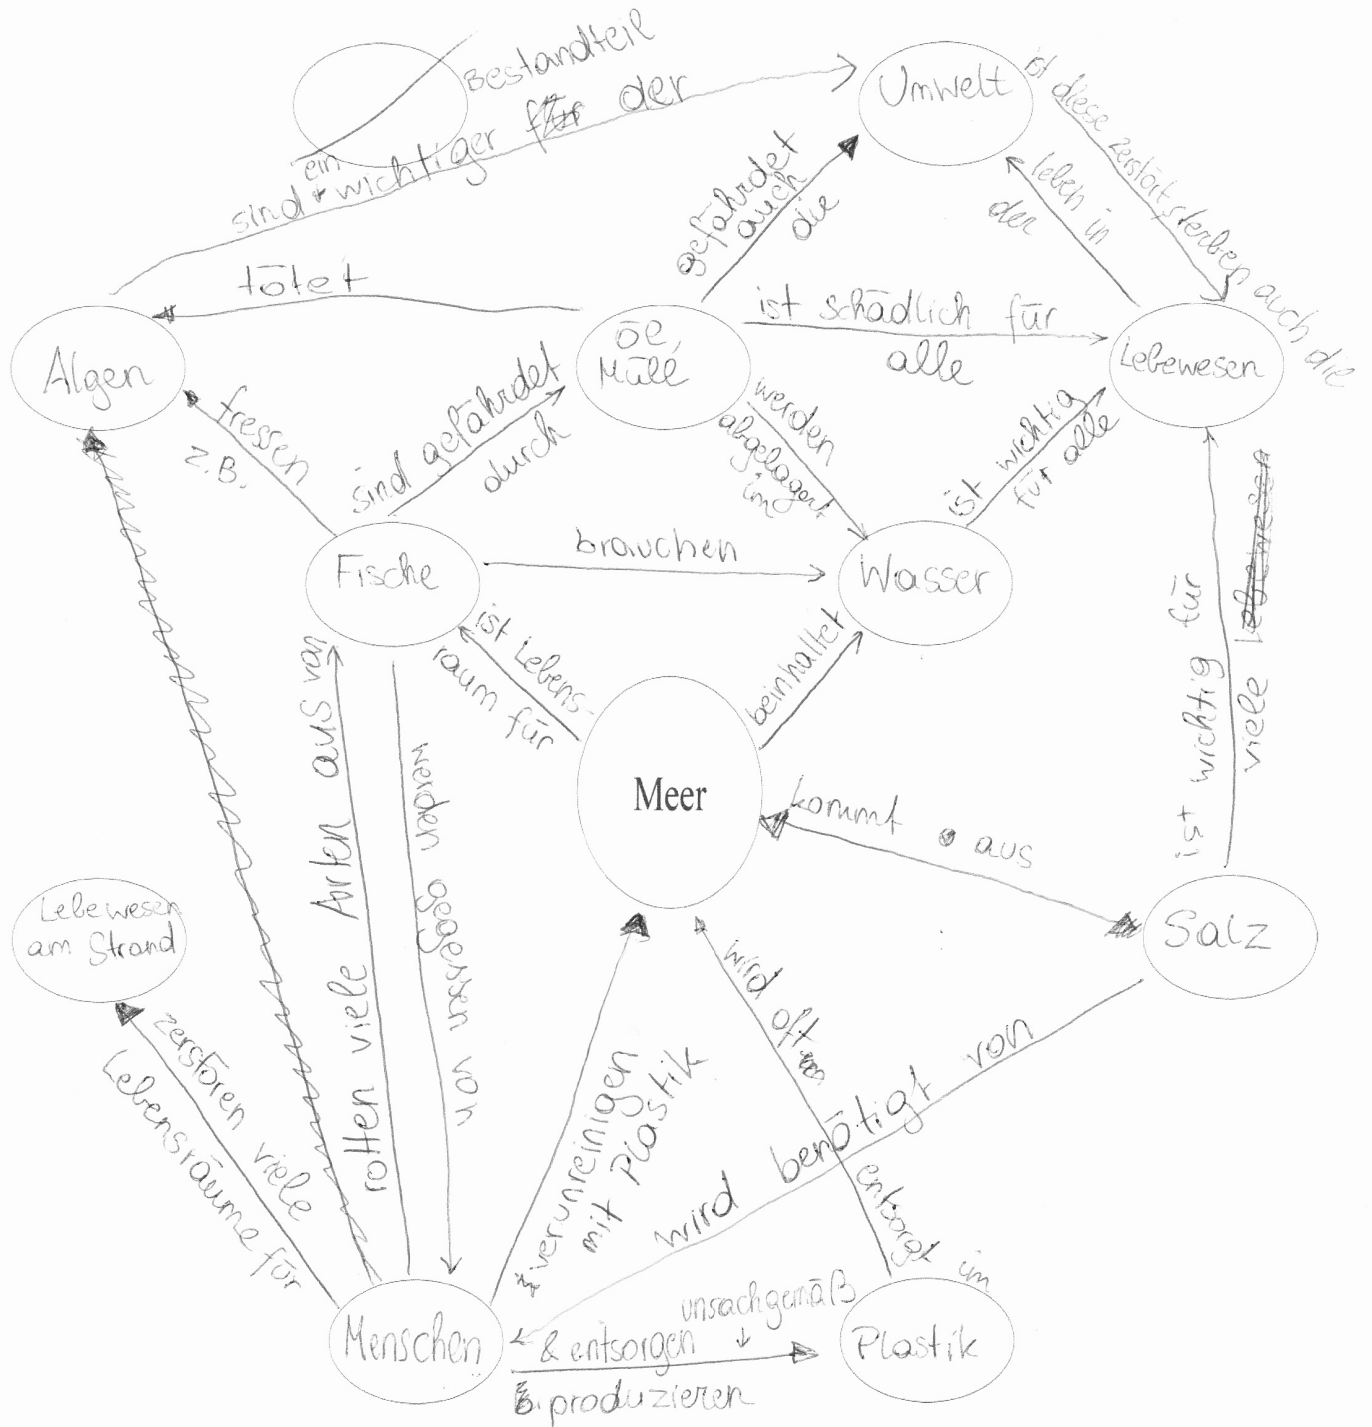 Bestandteil
ein
sind wichtiger für der
Umwelt
ist diese zerstört, sterben auch die
gefährdet
auch
die
leben in
der
tötet
Algen
Öl,
Müll
ist schädlich für
alle
Lebewesen
fressen
z.B.
sind gefährdet
durch
werden
abgelagert
im
ist wichtig
für alle
Fische
brauchen
Wasser
ist Lebens-
raum für
beinhaltet
Meer
ist wichtig für
viele Lebewesen
kommt aus
Salz
rotten viele Arten aus von
werden gegessen von
Lebewesen
am Strand
zerstören viele
Lebensräume für
verunreinigen
mit Plastik
wird oft
entsorgt im
wird benötigt von
Menschen
unsachgemäß
& entsorgen
produzieren
Plastik